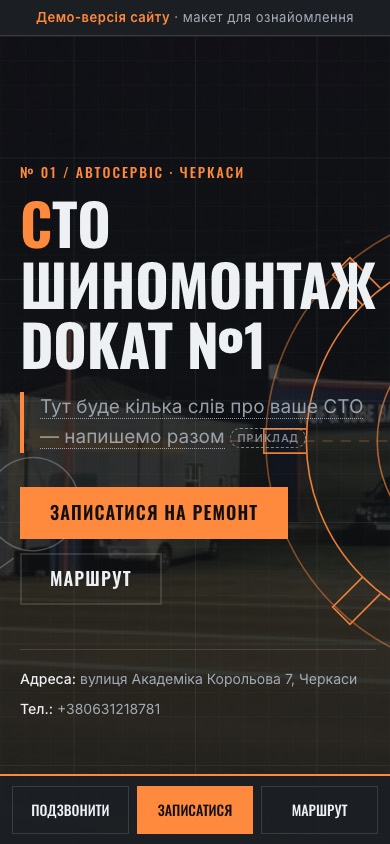 Демо-версія сайту · макет для ознайомлення
№ 01 / АВТОСЕРВІС · ЧЕРКАСИ
СТО
ШИНОМОНТАЖ
DOKAT №1
Тут буде кілька слів про ваше СТО
— напишемо разом ПРИКЛАД
ЗАПИСАТИСЯ НА РЕМОНТ
МАРШРУТ
Адреса: вулиця Академіка Корольова 7, Черкаси
Тел.: +380631218781
ПОДЗВОНИТИ ЗАПИСАТИСЯ МАРШРУТ